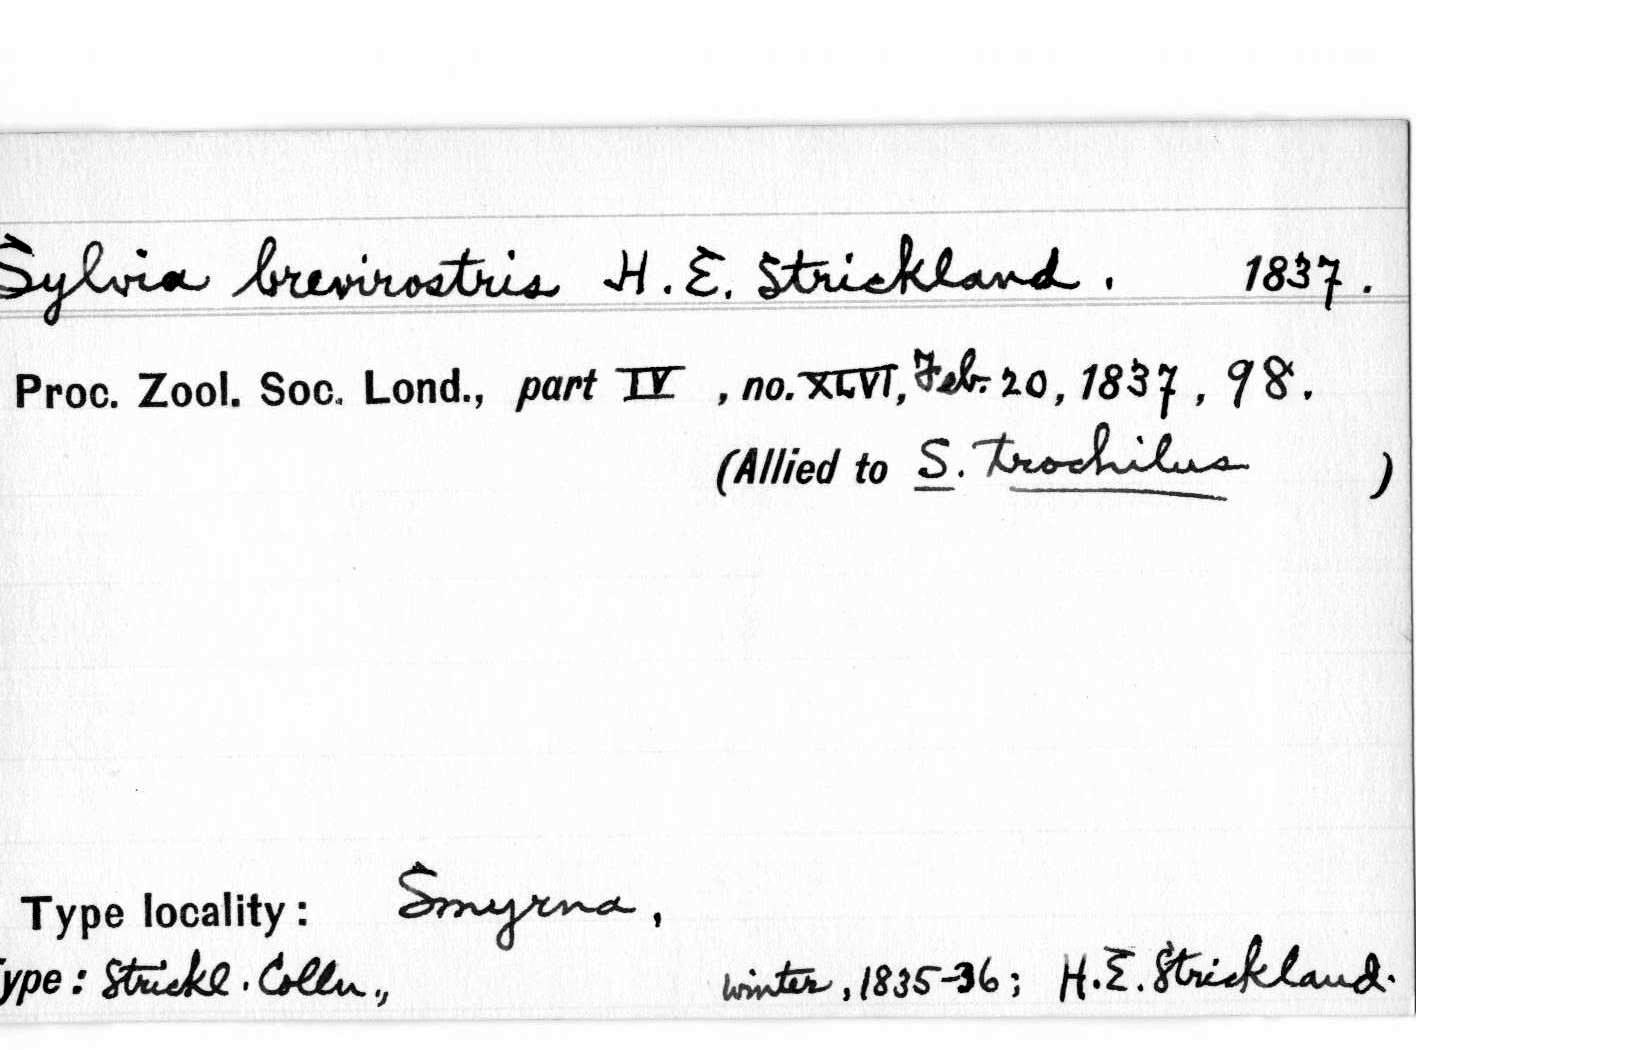 Sylvia brevirostris H. E. Strickland. 1837.
Proc. Zool. Soc. Lond., part IV, no. XLVI, Feb. 20, 1837, 98.
(Allied to S. trochilus )
Type locality: Smyrna,
ype: Strickl. Colln., winter, 1835-36; H. E. Strickland.